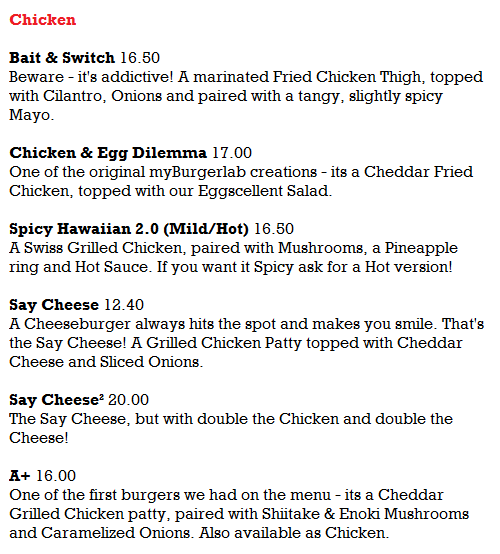 Chicken
Bait & Switch 16.50
Beware - it's addictive! A marinated Fried Chicken Thigh, topped
with Cilantro, Onions and paired with a tangy, slightly spicy
Mayo.
Chicken & Egg Dilemma 17.00
One of the original myBurgerlab creations - its a Cheddar Fried
Chicken, topped with our Eggscellent Salad.
Spicy Hawaiian 2.0 (Mild/Hot) 16.50
A Swiss Grilled Chicken, paired with Mushrooms, a Pineapple
ring and Hot Sauce. If you want it Spicy ask for a Hot version!
Say Cheese 12.40
A Cheeseburger always hits the spot and makes you smile. That's
the Say Cheese! A Grilled Chicken Patty topped with Cheddar
Cheese and Sliced Onions.
Say Cheese² 20.00
The Say Cheese, but with double the Chicken and double the
Cheese!
A+ 16.00
One of the first burgers we had on the menu - its a Cheddar
Grilled Chicken patty, paired with Shiitake & Enoki Mushrooms
and Caramelized Onions. Also available as Chicken.